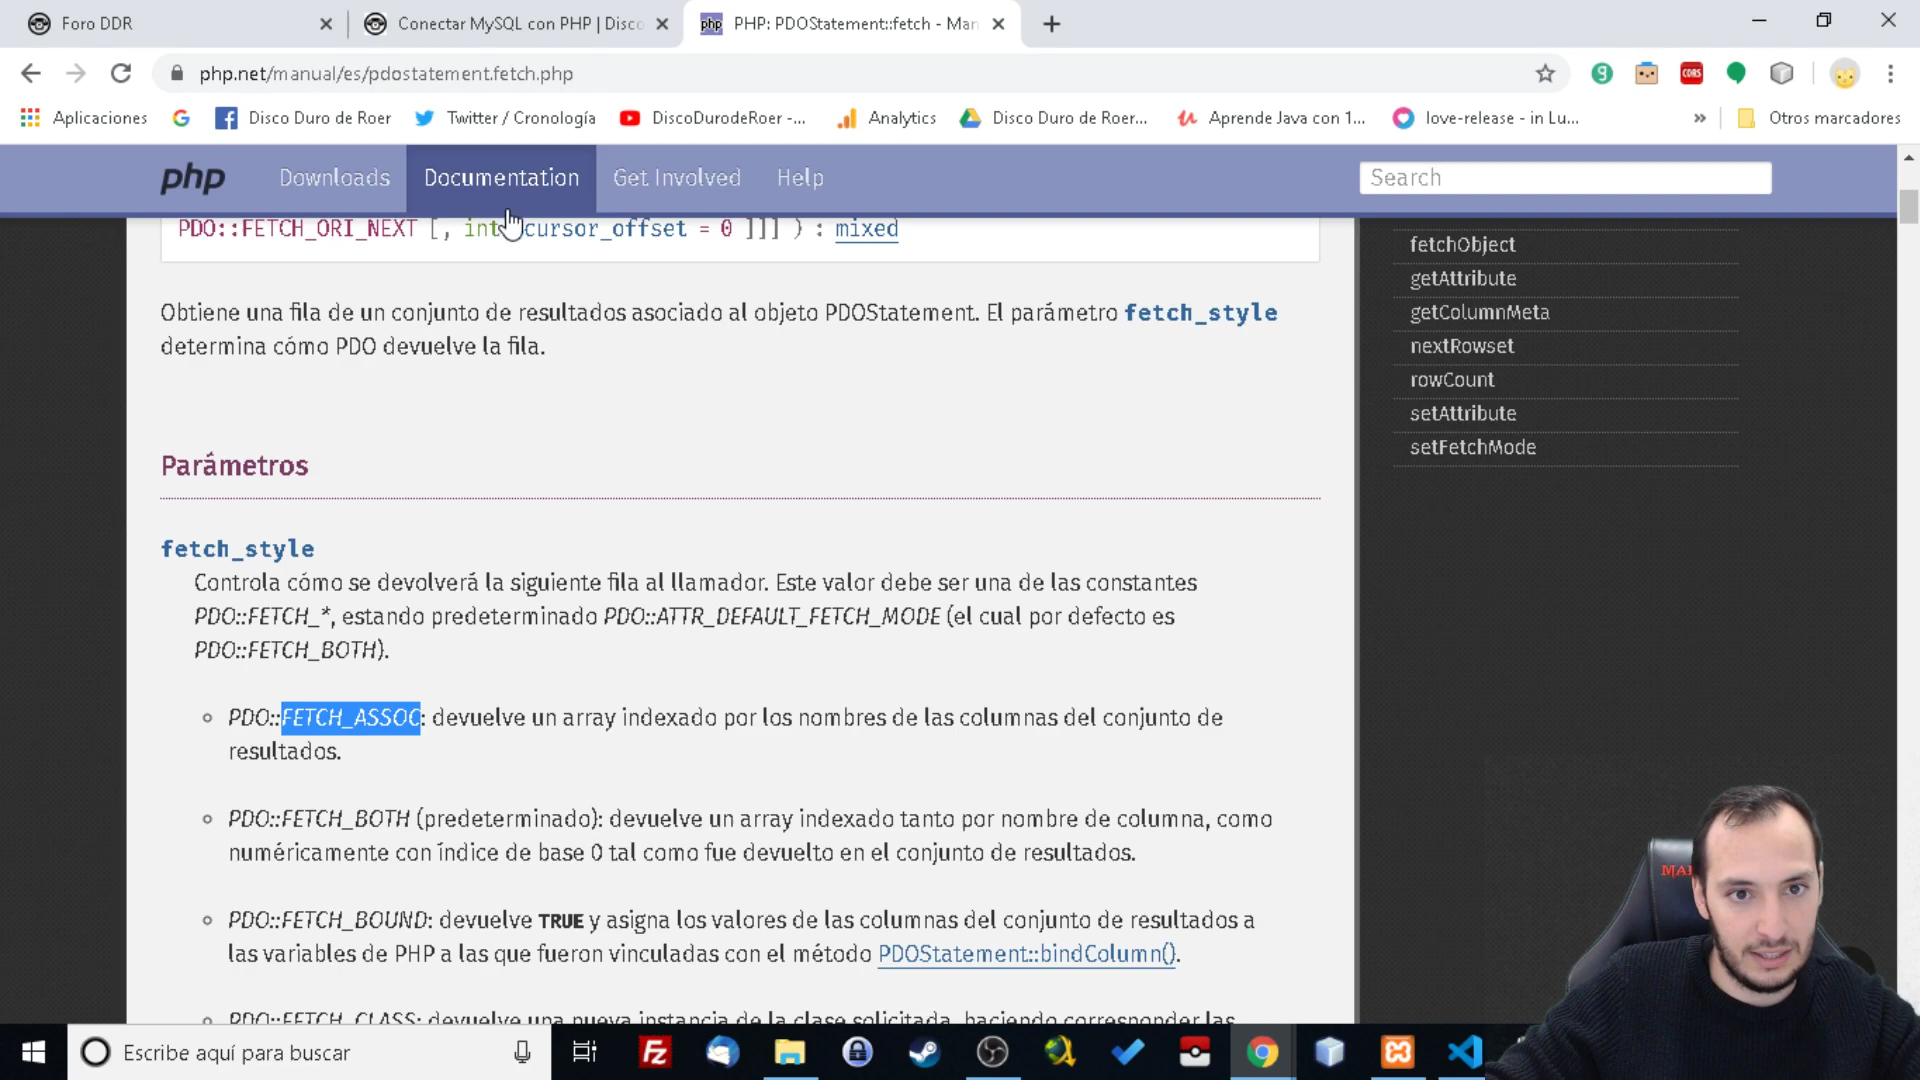 Foro DDR
Conectar MySQL con PHP | Disco
php PHP: PDOStatement::fetch - Man
php.net/manual/es/pdostatement.fetch.php
CORS
Aplicaciones
Disco Duro de Roer
Twitter / Cronología
DiscoDurodeRoer -...
Analytics
Disco Duro de Roer...
Aprende Java con 1...
love-release - in Lu...
»
Otros marcadores
php
Downloads
Documentation
Get Involved
Help
Search
PDO::FETCH_ORI_NEXT [, int cursor_offset = 0 ]]] ) : mixed
Obtiene una fila de un conjunto de resultados asociado al objeto PDOStatement. El parámetro fetch_style
determina cómo PDO devuelve la fila.
Parámetros
fetch_style
Controla cómo se devolverá la siguiente fila al llamador. Este valor debe ser una de las constantes
PDO::FETCH_*, estando predeterminado PDO::ATTR_DEFAULT_FETCH_MODE (el cual por defecto es
PDO::FETCH_BOTH).
PDO::FETCH_ASSOC: devuelve un array indexado por los nombres de las columnas del conjunto de
resultados.
PDO::FETCH_BOTH (predeterminado): devuelve un array indexado tanto por nombre de columna, como
numéricamente con índice de base 0 tal como fue devuelto en el conjunto de resultados.
PDO::FETCH_BOUND: devuelve TRUE y asigna los valores de las columnas del conjunto de resultados a
las variables de PHP a las que fueron vinculadas con el método PDOStatement::bindColumn().
PDO::FETCH_CLASS: devuelve una nueva instancia de la clase solicitada, haciendo corresponder las
fetchObject
getAttribute
getColumnMeta
nextRowset
rowCount
setAttribute
setFetchMode
Escribe aquí para buscar